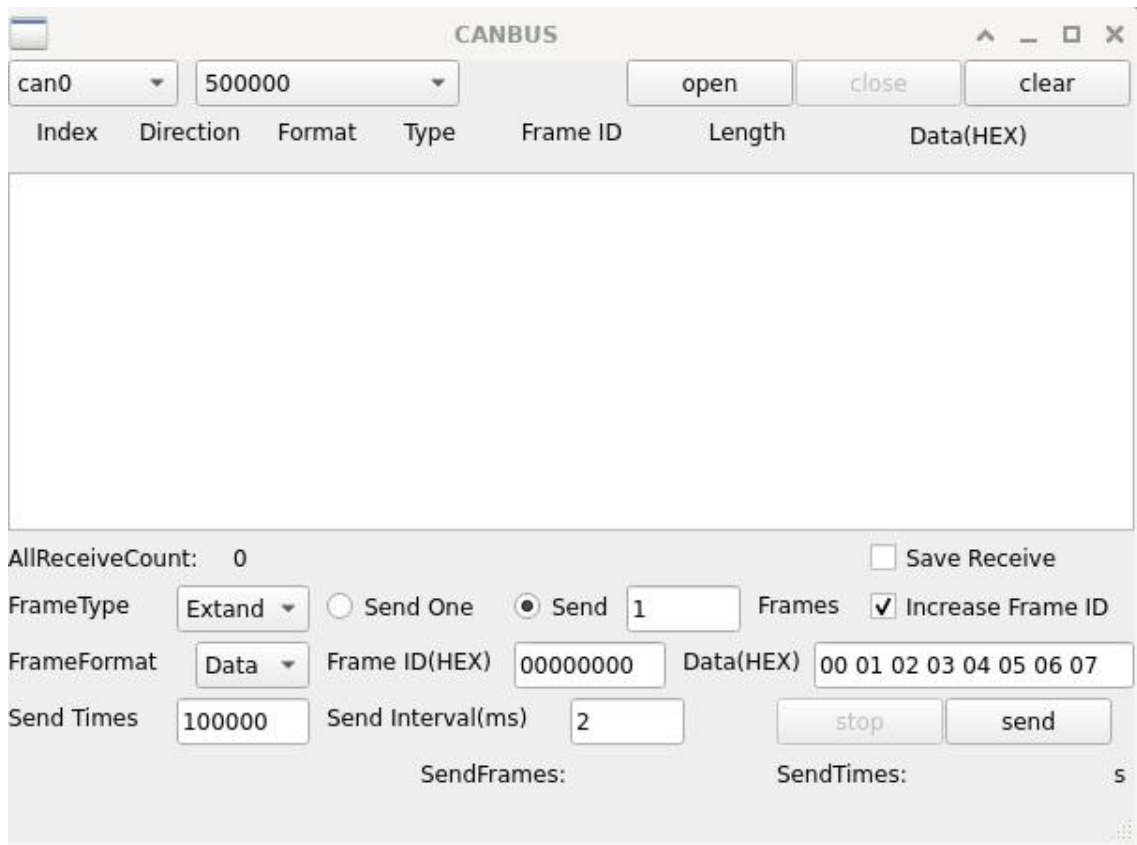 CANBUS
can0 500000 open close clear
Index Direction Format Type Frame ID Length Data(HEX)
AllReceiveCount: 0 Save Receive
FrameType Extand Send One Send 1 Frames Increase Frame ID
FrameFormat Data Frame ID(HEX) 00000000 Data(HEX) 00 01 02 03 04 05 06 07
Send Times 100000 Send Interval(ms) 2 stop send
SendFrames: SendTimes: s